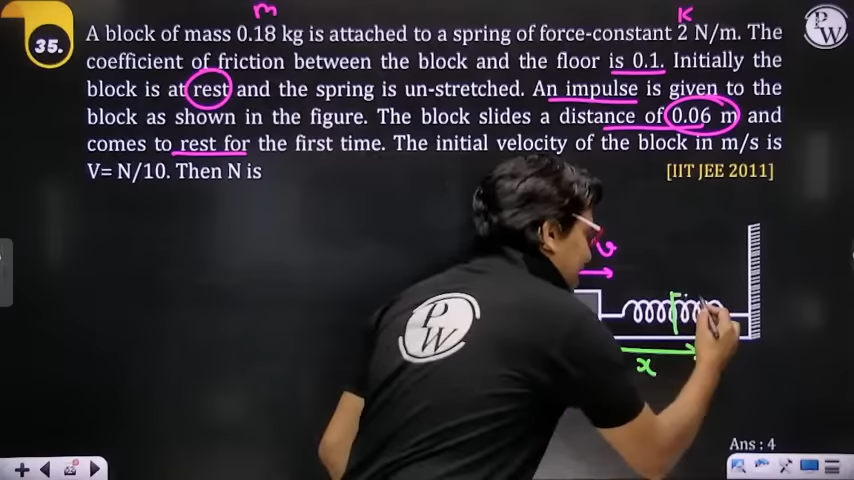 m
K
35.
A block of mass 0.18 kg is attached to a spring of force-constant 2 N/m. The
coefficient of friction between the block and the floor is 0.1. Initially the
block is at rest and the spring is un-stretched. An impulse is given to the
block as shown in the figure. The block slides a distance of 0.06 m and
comes to rest for the first time. The initial velocity of the block in m/s is
V= N/10. Then N is
[IIT JEE 2011]
v
x
P
W
P
W
Ans : 4